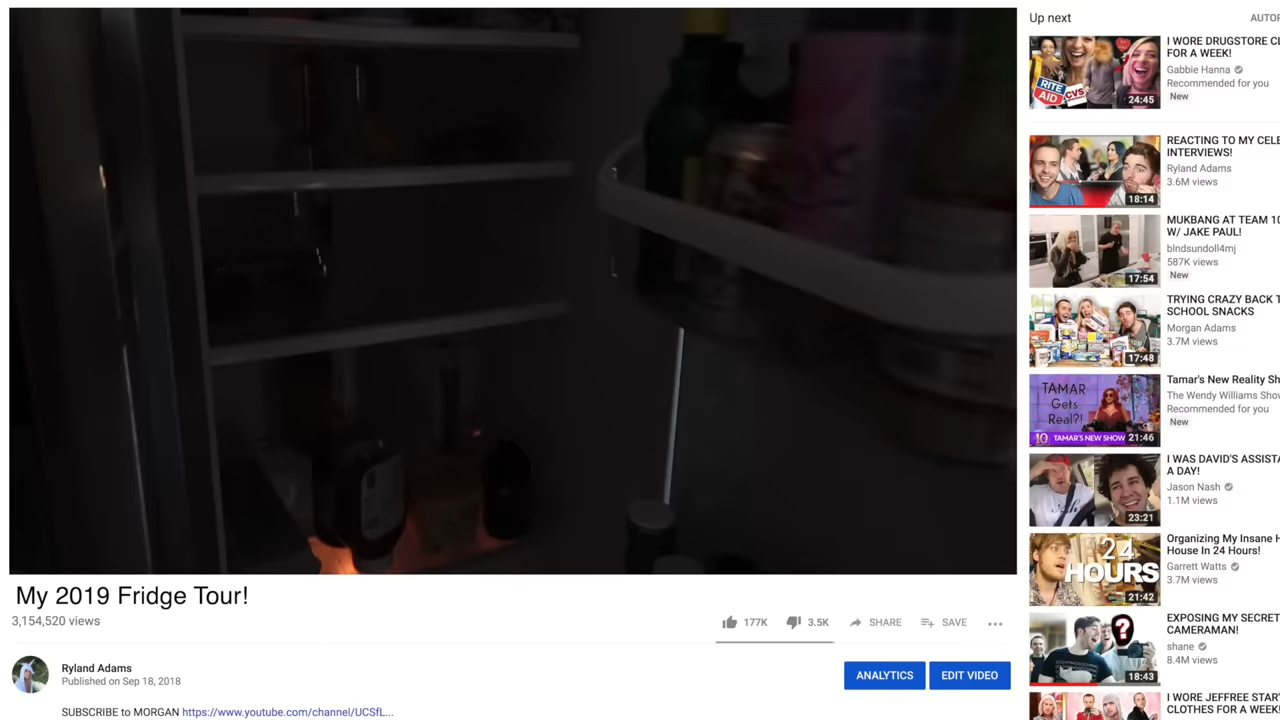 Up next
AUTOP
I WORE DRUGSTORE CL
FOR A WEEK!
Gabbie Hanna
Recommended for you
New
RITE
AID
CVS
24:45
REACTING TO MY CELE
INTERVIEWS!
Ryland Adams
3.6M views
18:14
MUKBANG AT TEAM 10
W/ JAKE PAUL!
blndsundoll4mj
587K views
New
17:54
TRYING CRAZY BACK T
SCHOOL SNACKS
Morgan Adams
3.7M views
17:48
Tamar's New Reality Sh
The Wendy Williams Show
Recommended for you
New
TAMAR
Gets
Real?!
10 TAMAR'S NEW SHOW 21:46
I WAS DAVID'S ASSISTA
A DAY!
Jason Nash
1.1M views
23:21
Organizing My Insane H
House In 24 Hours!
Garrett Watts
3.7M views
24
HOURS
21:42
EXPOSING MY SECRET
CAMERAMAN!
shane
8.4M views
?
18:43
I WORE JEFFREE STAR'
CLOTHES FOR A WEEK!
My 2019 Fridge Tour!
3,154,520 views
177K 3.5K SHARE SAVE
Ryland Adams
Published on Sep 18, 2018
ANALYTICS EDIT VIDEO
SUBSCRIBE to MORGAN https://www.youtube.com/channel/UCSfL...